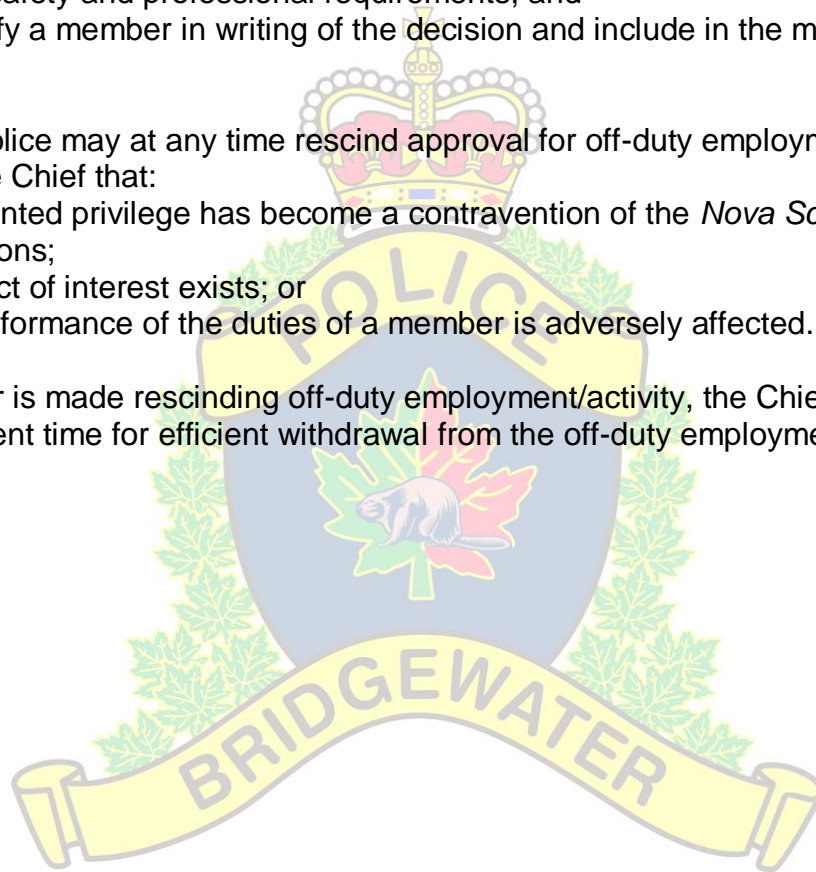 safety and professional requirements; and
fy a member in writing of the decision and include in the m
olice may at any time rescind approval for off-duty employm
e Chief that:
nted privilege has become a contravention of the Nova Sc
ons;
ct of interest exists; or
formance of the duties of a member is adversely affected.
r is made rescinding off-duty employment/activity, the Chie
ent time for efficient withdrawal from the off-duty employme
POLICE
BRIDGEWATER